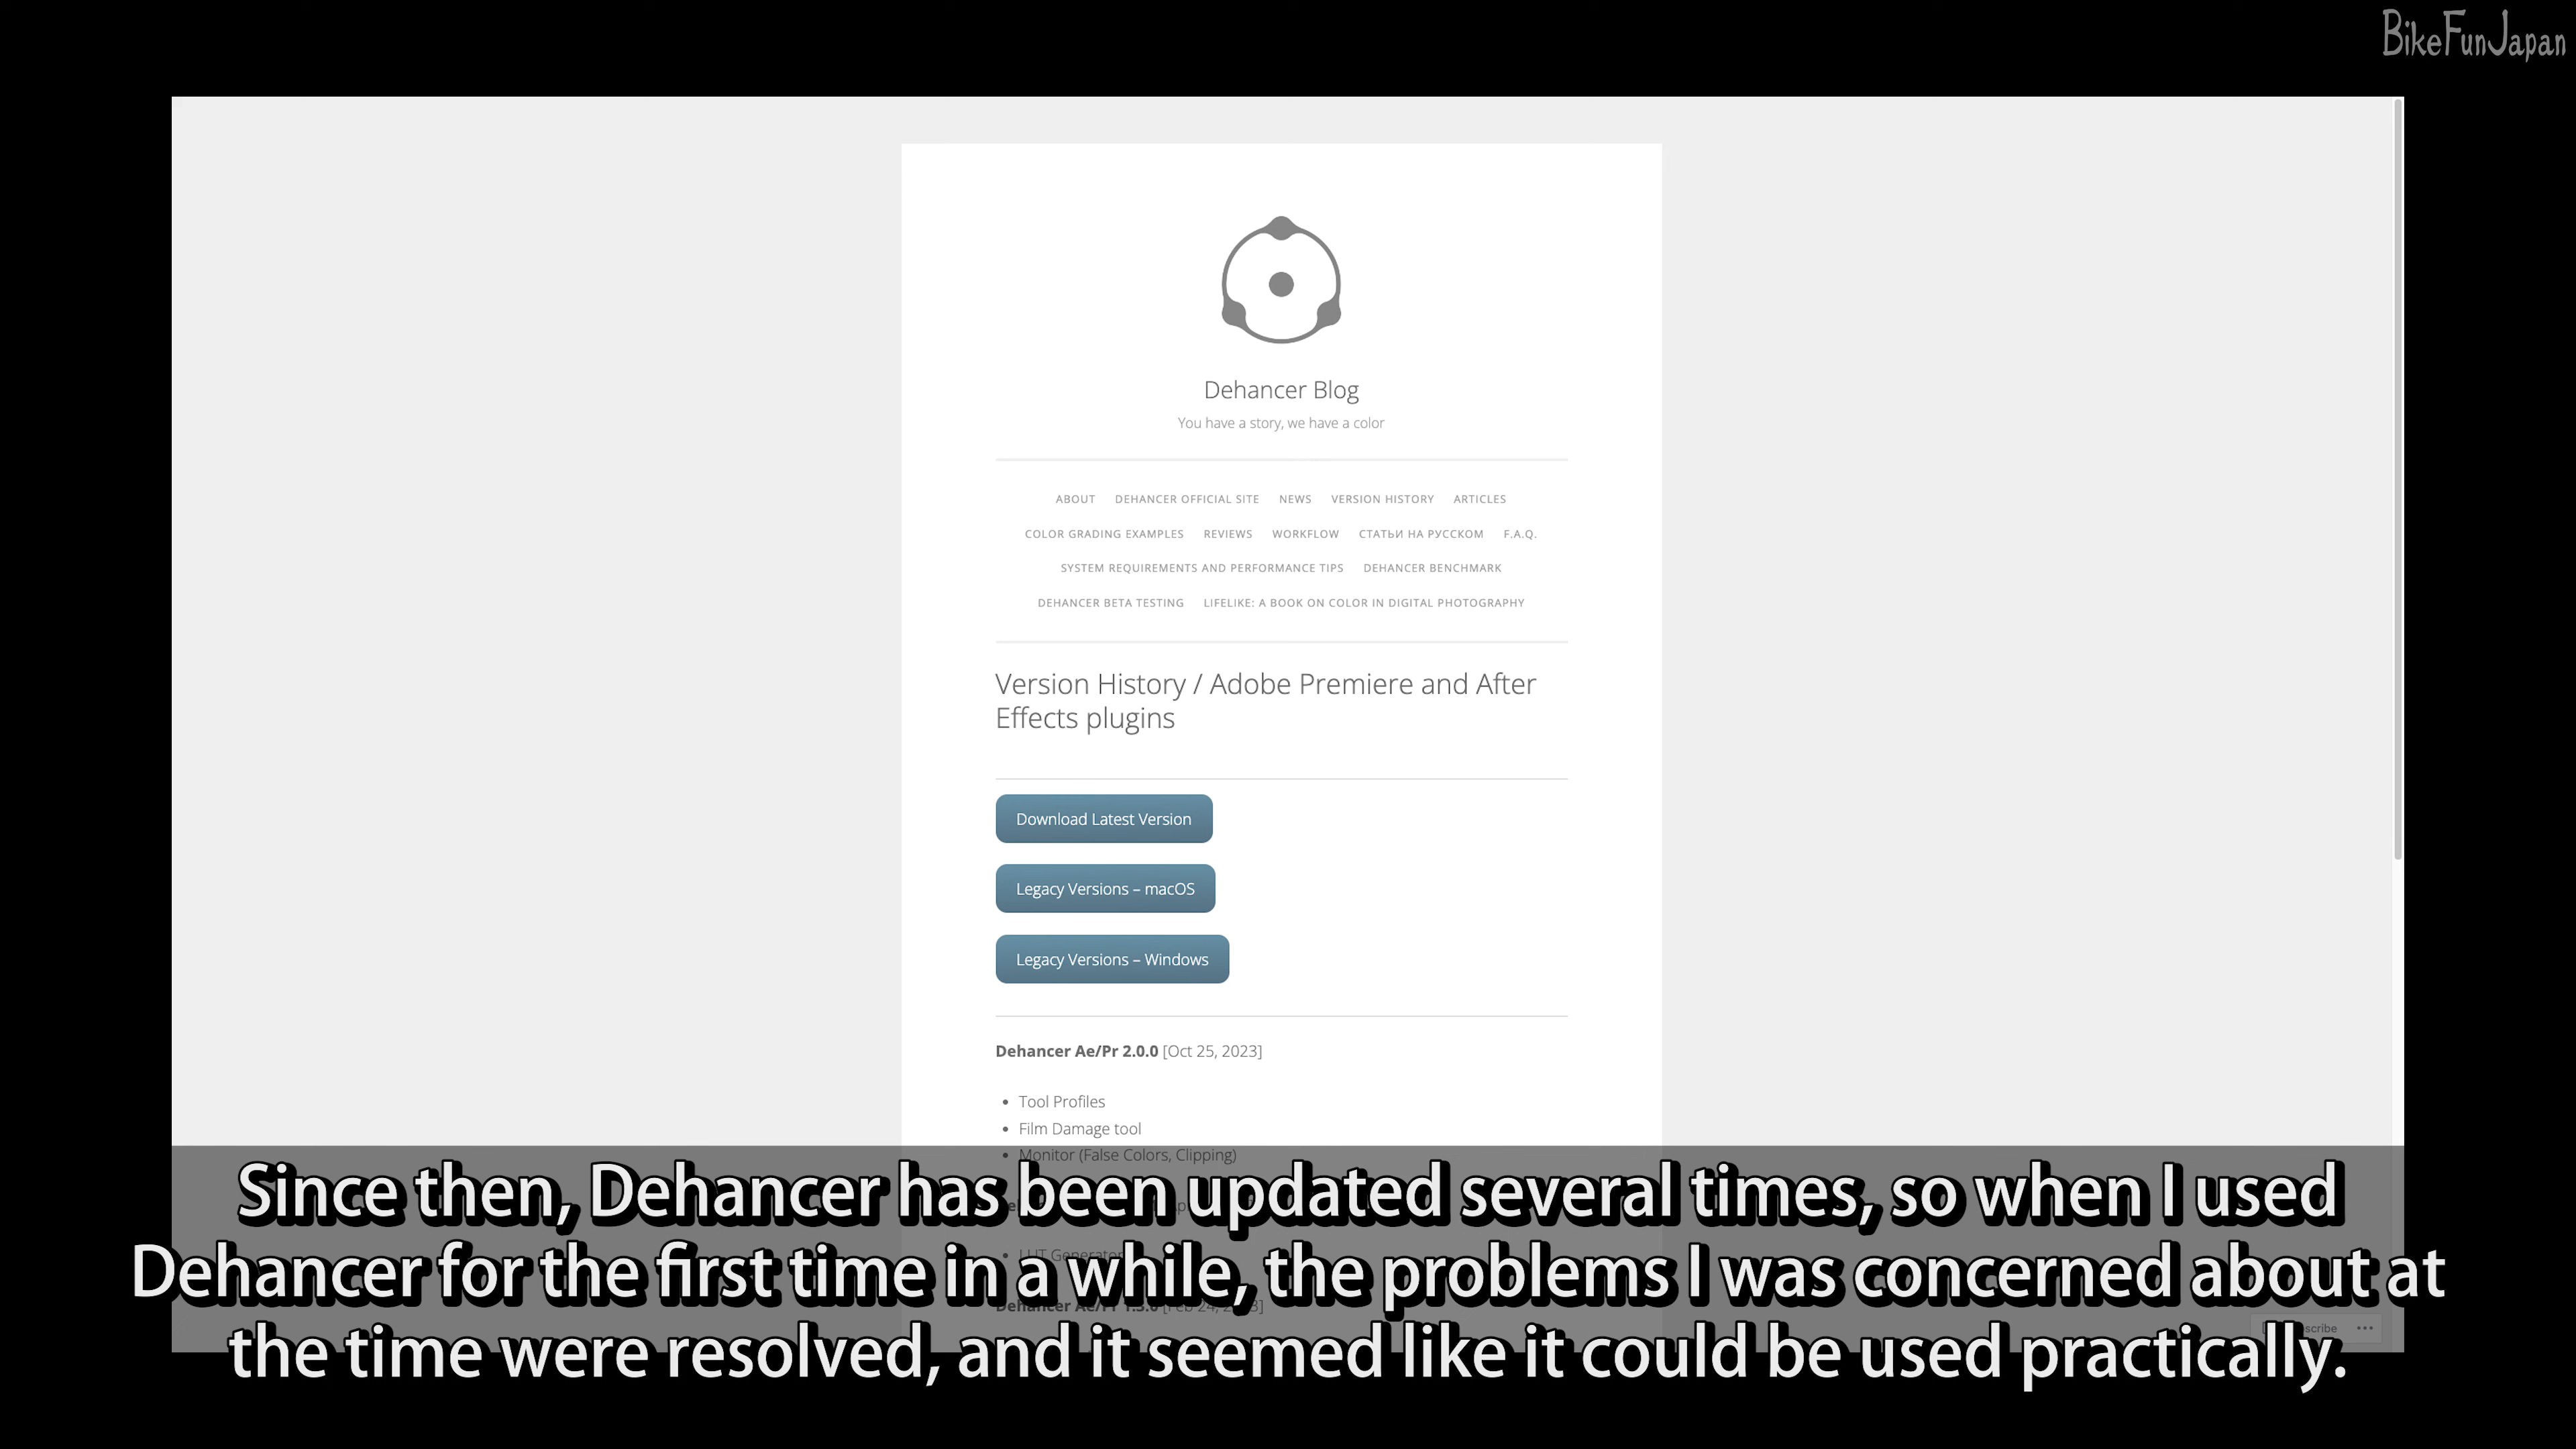 BikeFunJapan
Dehancer Blog
You have a story, we have a color
ABOUT DEHANCER OFFICIAL SITE NEWS VERSION HISTORY ARTICLES
COLOR GRADING EXAMPLES REVIEWS WORKFLOW СТАТЬИ НА РУССКОМ F.A.Q.
SYSTEM REQUIREMENTS AND PERFORMANCE TIPS DEHANCER BENCHMARK
DEHANCER BETA TESTING LIFELIKE: A BOOK ON COLOR IN DIGITAL PHOTOGRAPHY
Version History / Adobe Premiere and After
Effects plugins
Download Latest Version
Legacy Versions – macOS
Legacy Versions – Windows
Dehancer Ae/Pr 2.0.0 [Oct 25, 2023]
• Tool Profiles
• Film Damage tool
• Monitor (False Colors, Clipping)
• LUT Generator
Since then, Dehancer has been updated several times, so when I used
Dehancer for the first time in a while, the problems I was concerned about at
the time were resolved, and it seemed like it could be used practically.